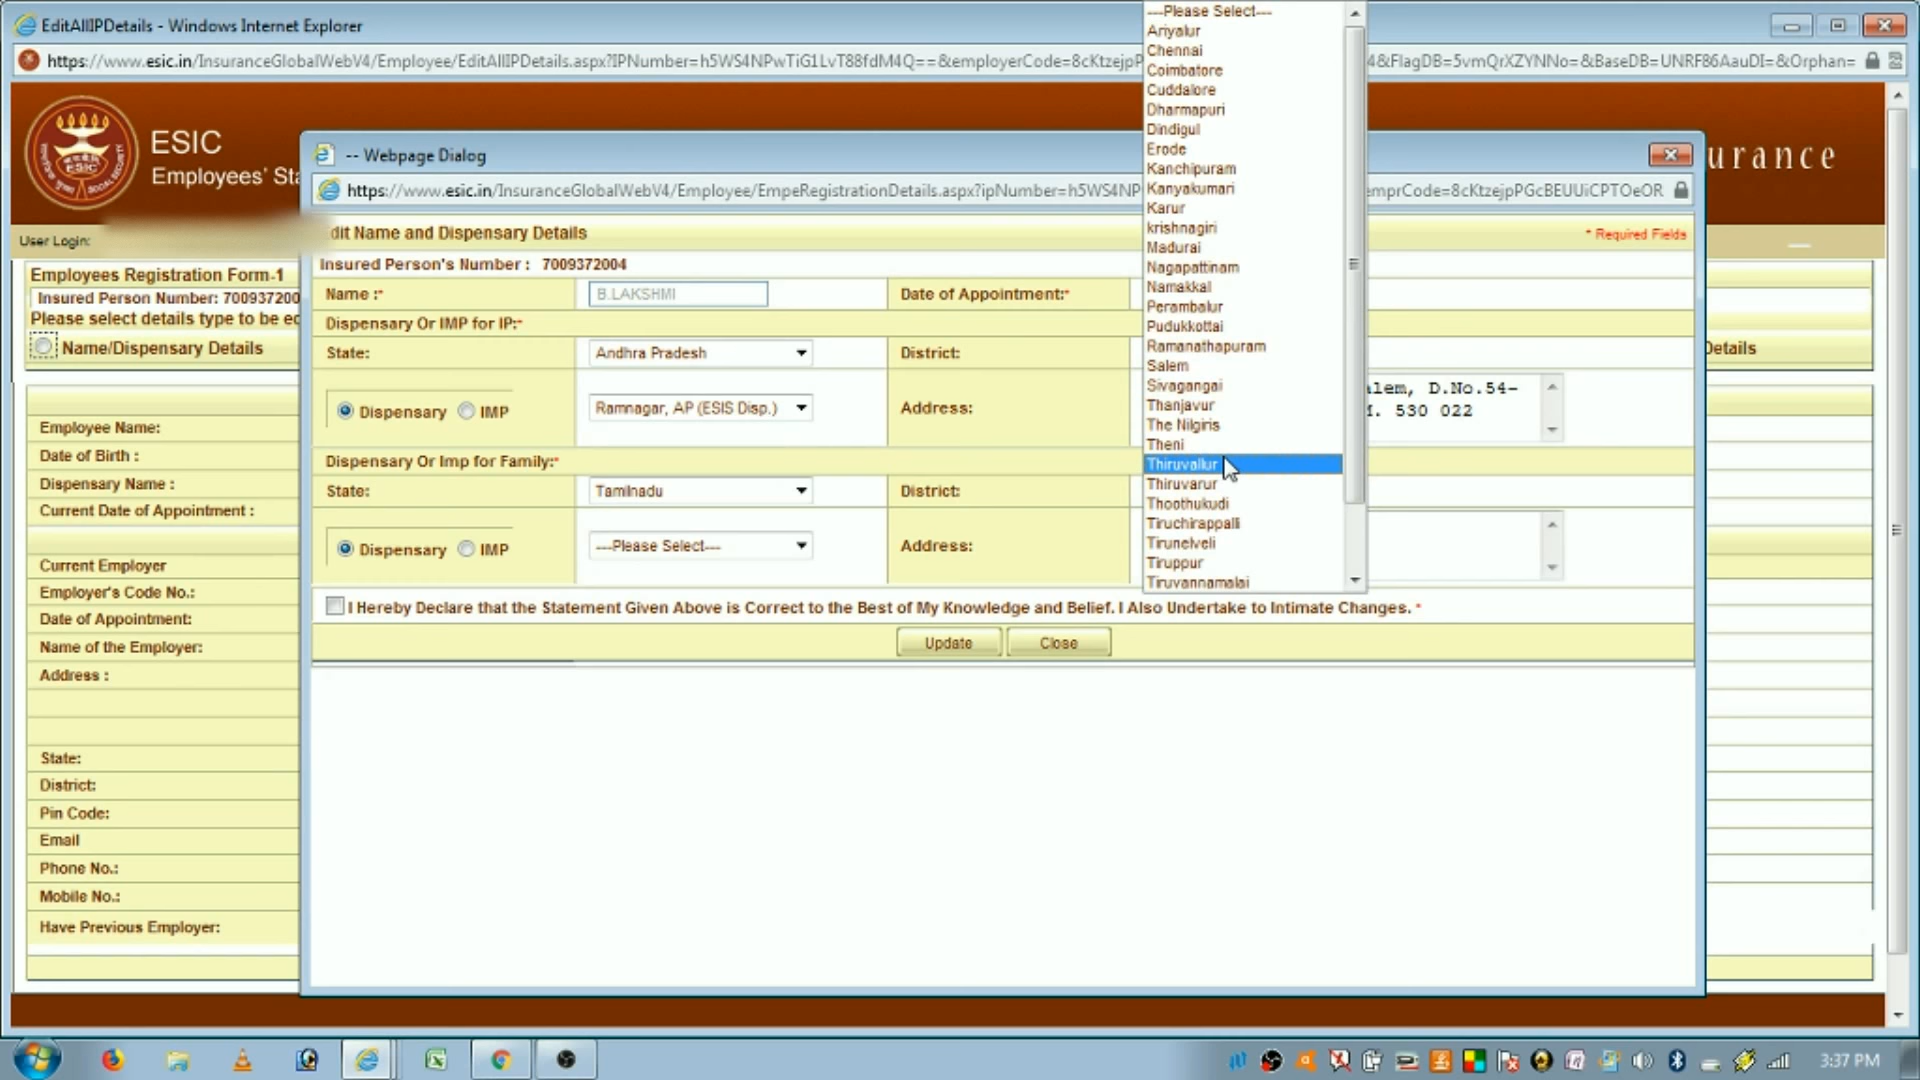 EditAllIPDetails - Windows Internet Explorer
https://www.esic.in/InsuranceGlobalWebV4/Employee/EditAllIPDetails.aspx?IPNumber=h5WS4NPwTiG1LvT88fdM4Q==&employerCode=8cKtzejpP
4&FlagDB=5vmQrXZYNNo=&BaseDB=UNRF86AauDI=&Orphan=
ESIC
Employees' Sta
urance
User Login:
Employees Registration Form-1
Insured Person Number: 700937200
Please select details type to be ed
Name/Dispensary Details
Details
Employee Name:
Date of Birth :
Dispensary Name :
Current Date of Appointment :
Current Employer
Employer's Code No.:
Date of Appointment:
Name of the Employer:
Address :
State:
District:
Pin Code:
Email
Phone No.:
Mobile No.:
Have Previous Employer:
-- Webpage Dialog
https://www.esic.in/InsuranceGlobalWebV4/Employee/EmpeRegistrationDetails.aspx?ipNumber=h5WS4NP
emprCode=8cKtzejpPGcBEUUiCPTOeOR
dit Name and Dispensary Details
* Required Fields
Insured Person's Number : 7009372004
Name :*
B.LAKSHMI
Date of Appointment:*
Dispensary Or IMP for IP:*
State:
Andhra Pradesh
District:
Dispensary
IMP
Ramnagar, AP (ESIS Disp.)
Address:
alem, D.No.54-
M. 530 022
Dispensary Or Imp for Family:*
State:
Tamilnadu
District:
Dispensary
IMP
---Please Select---
Address:
I Hereby Declare that the Statement Given Above is Correct to the Best of My Knowledge and Belief. I Also Undertake to Intimate Changes. *
Update
Close
---Please Select---
Ariyalur
Chennai
Coimbatore
Cuddalore
Dharmapuri
Dindigul
Erode
Kanchipuram
Kanyakumari
Karur
krishnagiri
Madurai
Nagapattinam
Namakkal
Perambalur
Pudukkottai
Ramanathapuram
Salem
Sivagangai
Thanjavur
The Nilgiris
Theni
Thiruvallur
Thiruvarur
Thoothukudi
Tiruchirappalli
Tirunelveli
Tiruppur
Tiruvannamalai
3:37 PM